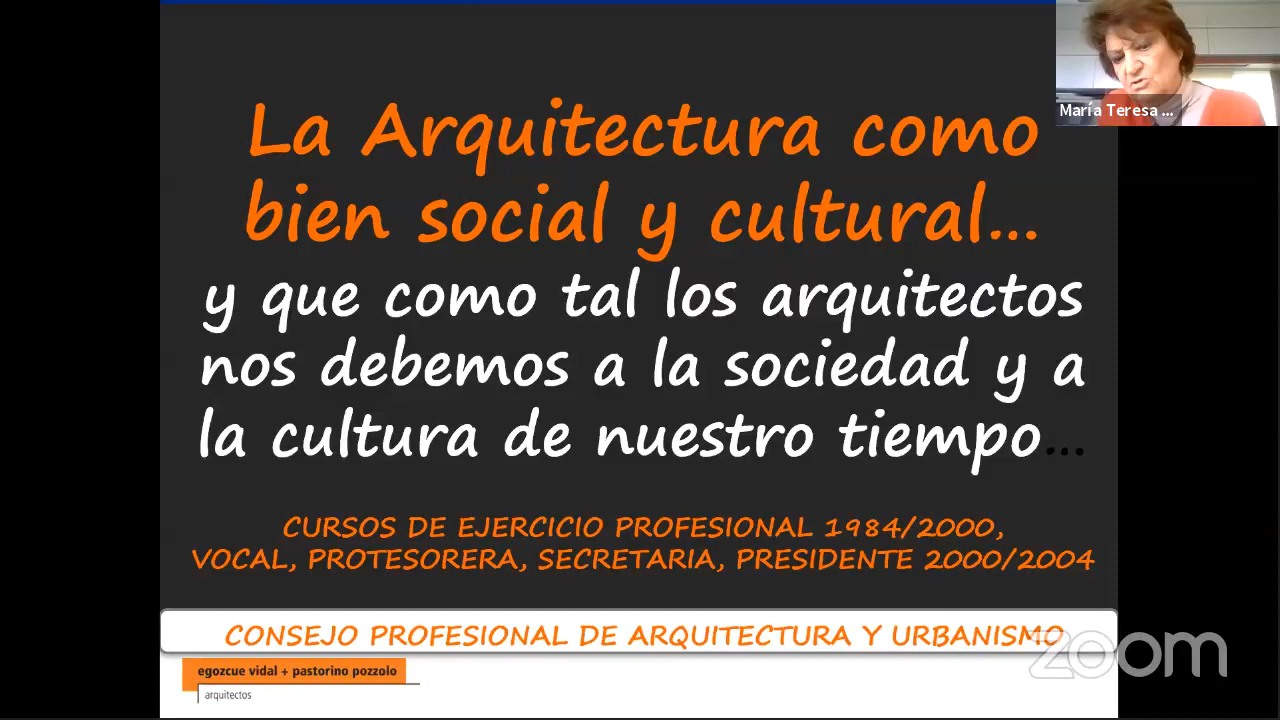 La Arquitectura como
bien social y cultural...
y que como tal los arquitectos
nos debemos a la sociedad y a
la cultura de nuestro tiempo...
CURSOS DE EJERCICIO PROFESIONAL 1984/2000,
VOCAL, PROTESORERA, SECRETARIA, PRESIDENTE 2000/2004
CONSEJO PROFESIONAL DE ARQUITECTURA Y URBANISMO
egozcue vidal + pastorino pozzolo
arquitectos
María Teresa ...
zoom